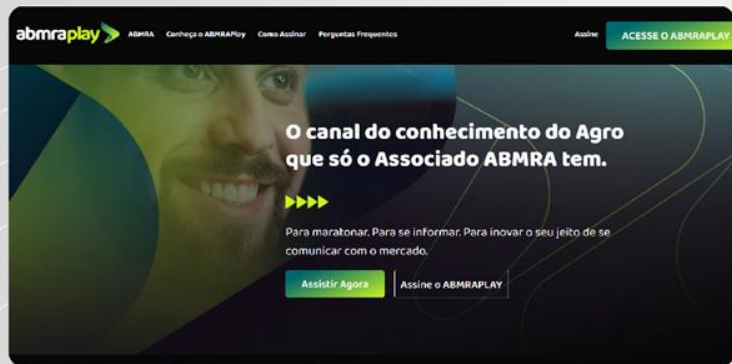 abmraplay
ABMRA
Conheça o ABMRAPlay
Como Assinar
Perguntas Frequentes
Assine
ACESSE O ABMRAPLAY
O canal do conhecimento do Agro
que só o Associado ABMRA tem.
Para maratonar. Para se informar. Para inovar o seu jeito de se
comunicar com o mercado.
Assistir Agora
Assine o ABMRAPLAY